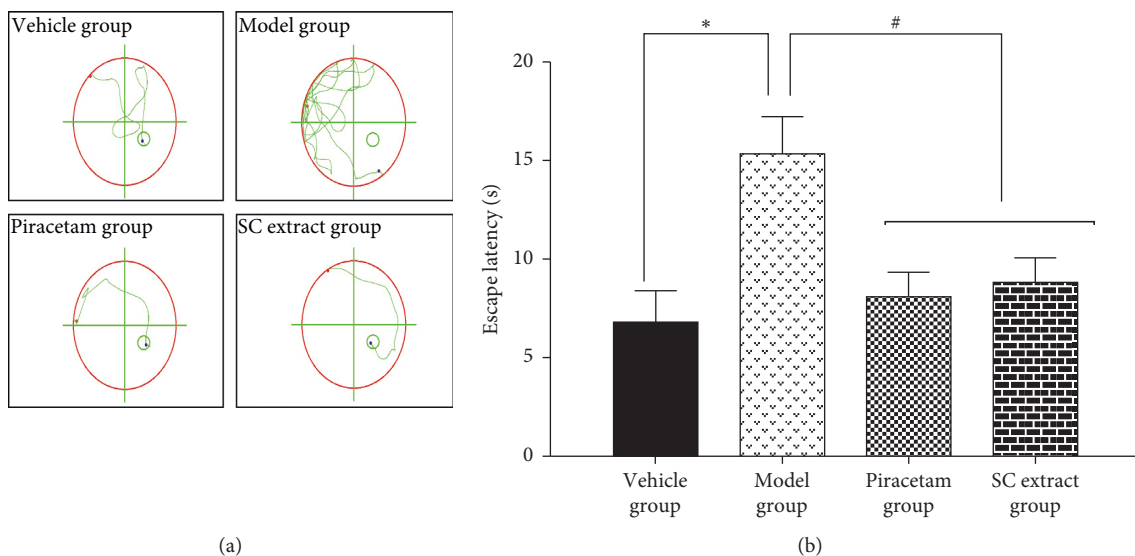 Vehicle group
Model group
Piracetam group
SC extract group
(a)
*
#
Escape latency (s)
20
15
10
5
0
Vehicle
group
Model
group
Piracetam
group
SC extract
group
(b)